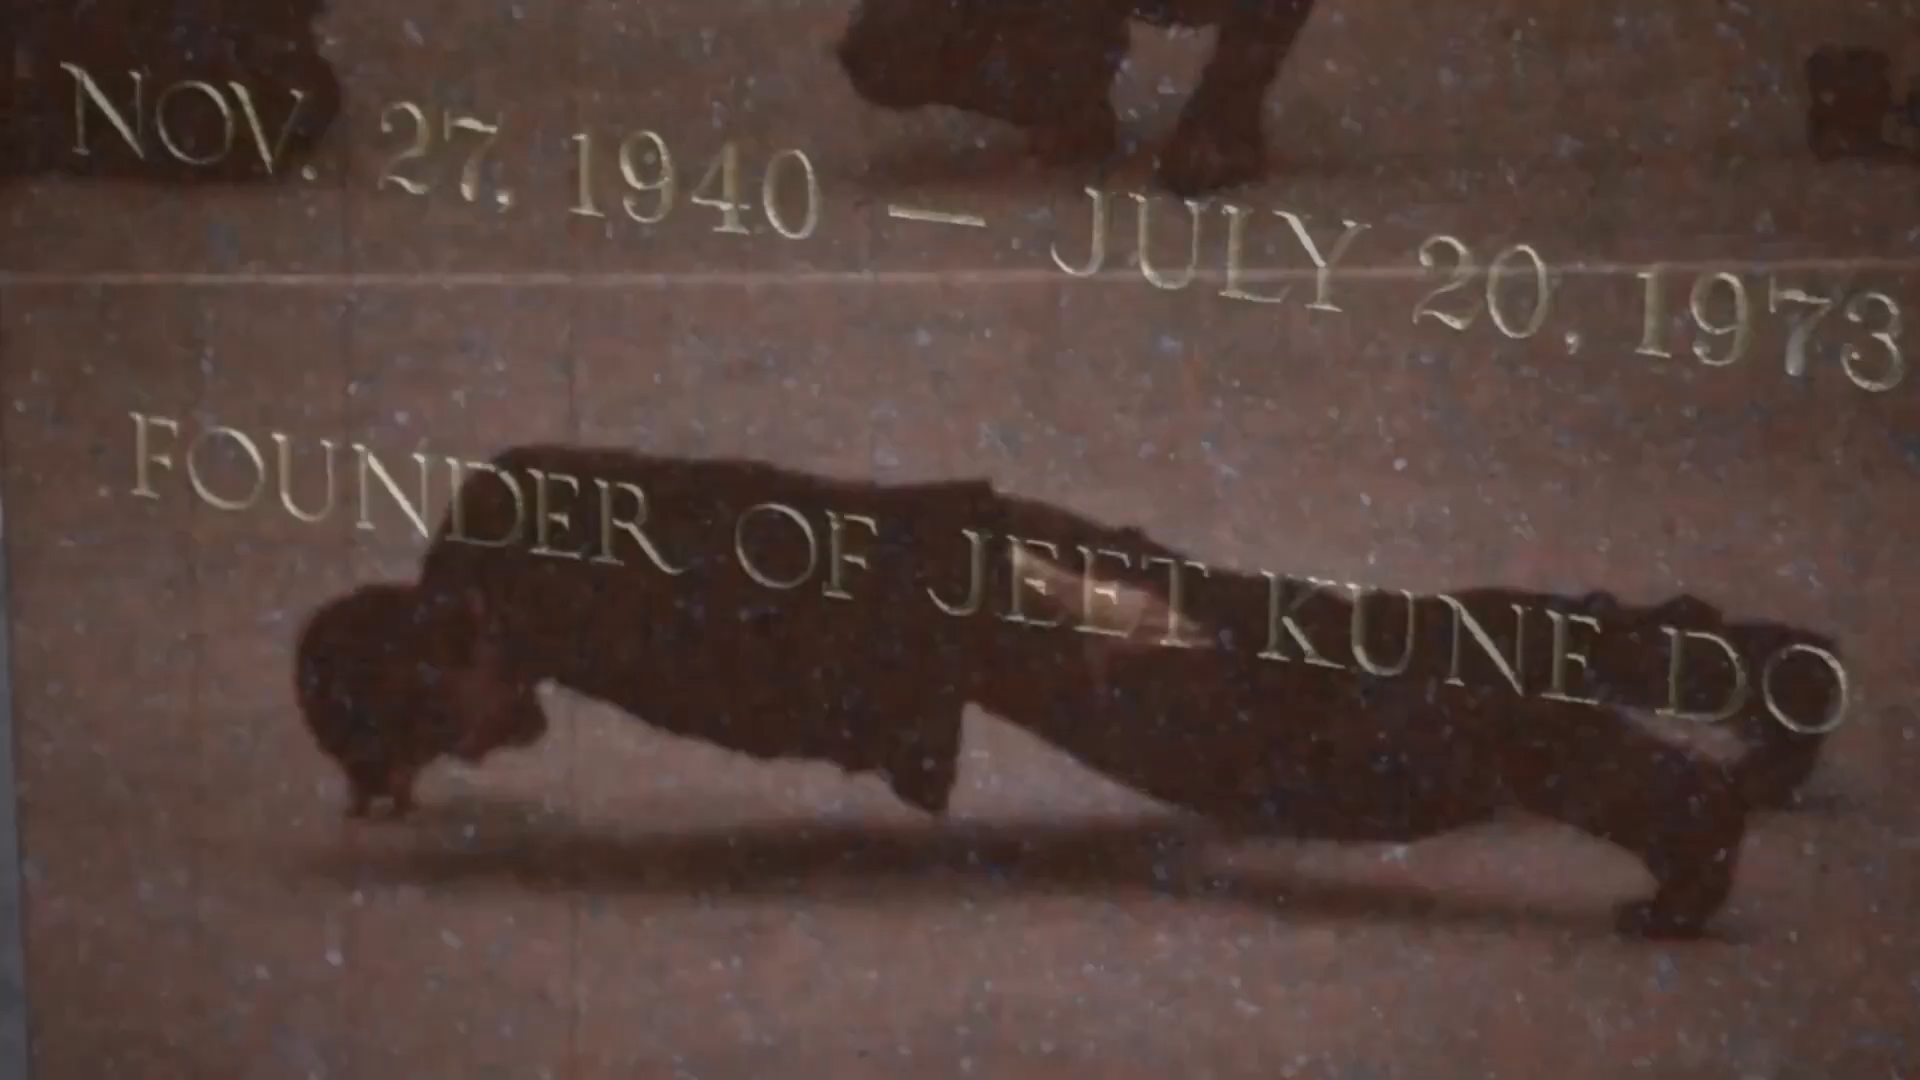 NOV. 27, 1940 — JULY 20, 1973
FOUNDER OF JEET KUNE DO